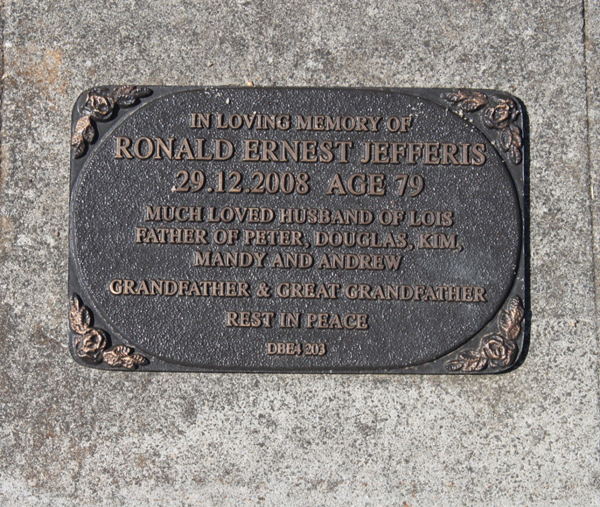 IN LOVING MEMORY OF
RONALD ERNEST JEFFERIS
29.12.2008 AGE 79
MUCH LOVED HUSBAND OF LOIS
FATHER OF PETER, DOUGLAS, KIM,
MANDY AND ANDREW
GRANDFATHER & GREAT GRANDFATHER
REST IN PEACE
DBE4 203